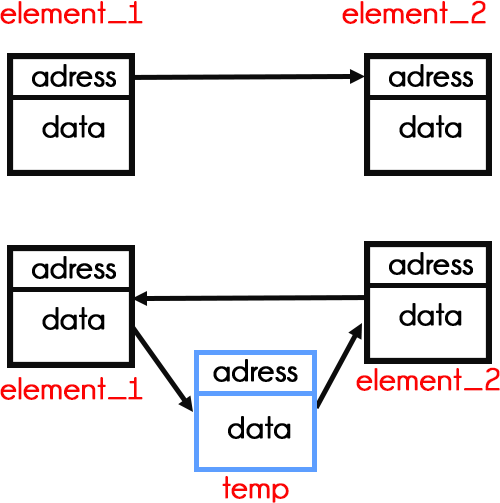 element_1 element_2
adress adress
data data
adress adress
data data
element_1 element_2
adress
data
temp